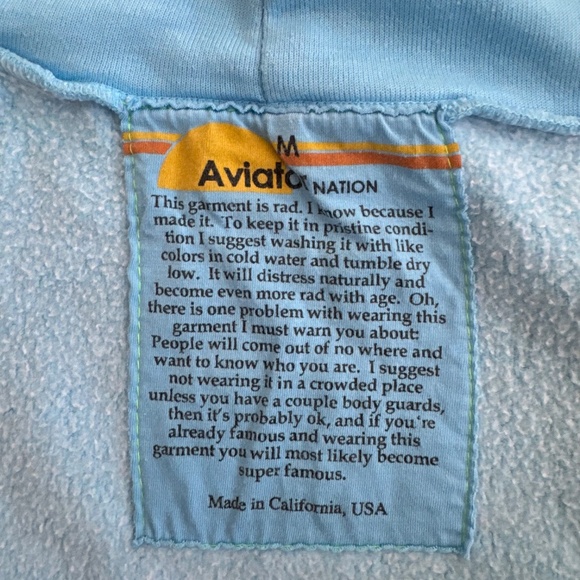 M
Aviator NATION
This garment is rad. I know because I
made it. To keep it in pristine condi-
tion I suggest washing it with like
colors in cold water and tumble dry
low. It will distress naturally and
become even more rad with age. Oh,
there is one problem with wearing this
garment I must warn you about:
People will come out of no where and
want to know who you are. I suggest
not wearing it in a crowded place
unless you have a couple body guards,
then it's probably ok, and if you're
already famous and wearing this
garment you will most likely become
super famous.
Made in California, USA